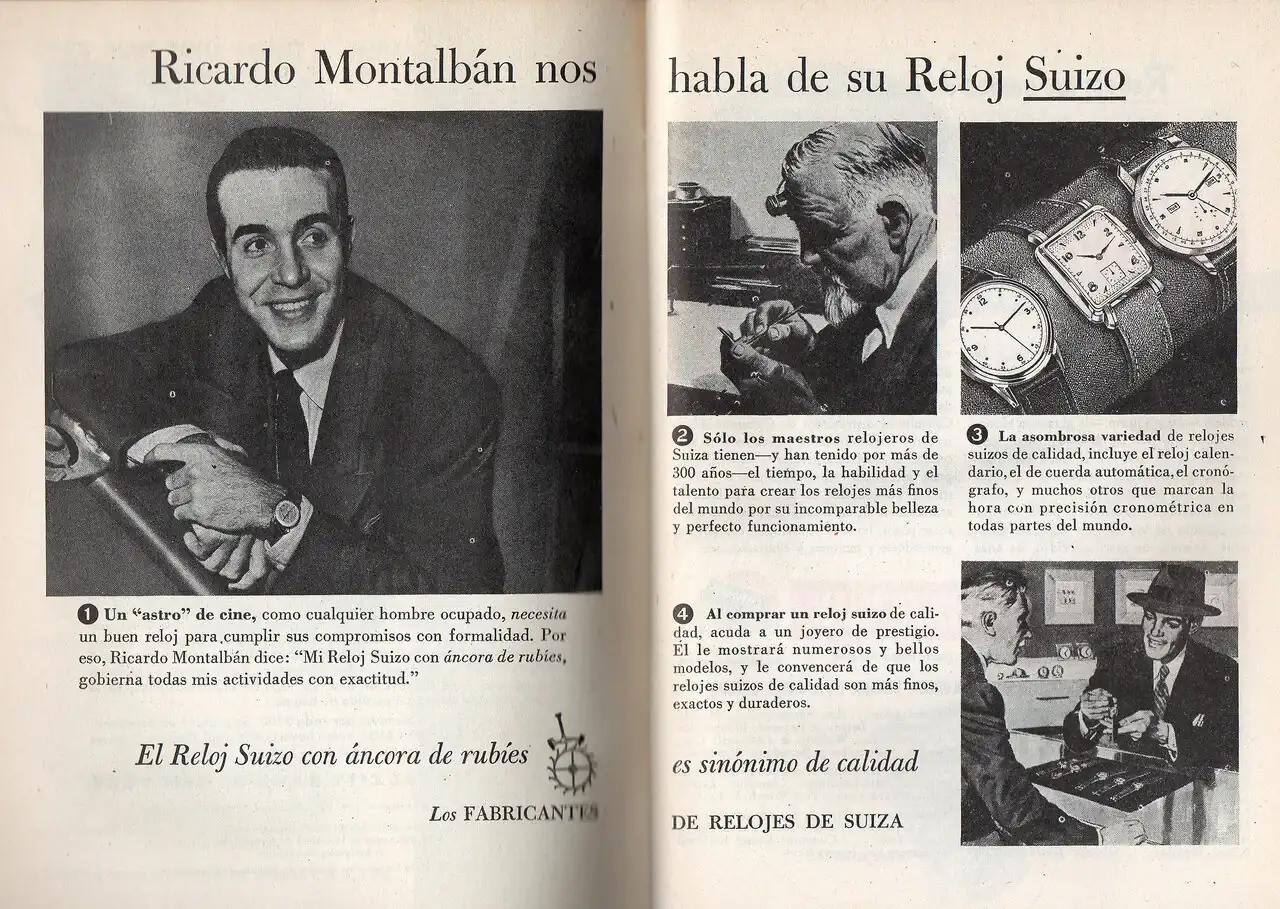 Ricardo Montalbán nos habla de su Reloj Suizo
1 Un “astro” de cine, como cualquier hombre ocupado, necesita
un buen reloj para cumplir sus compromisos con formalidad. Por
eso, Ricardo Montalbán dice: “Mi Reloj Suizo con áncora de rubíes,
gobierna todas mis actividades con exactitud.”
2 Sólo los maestros relojeros de
Suiza tienen—y han tenido por más de
300 años—el tiempo, la habilidad y el
talento para crear los relojes más finos
del mundo por su incomparable belleza
y perfecto funcionamiento.
3 La asombrosa variedad de relojes
suizos de calidad, incluye el reloj calen-
dario, el de cuerda automática, el cronó-
grafo, y muchos otros que marcan la
hora con precisión cronométrica en
todas partes del mundo.
4 Al comprar un reloj suizo de cali-
dad, acuda a un joyero de prestigio.
Él le mostrará numerosos y bellos
modelos, y le convencerá de que los
relojes suizos de calidad son más finos,
exactos y duraderos.
El Reloj Suizo con áncora de rubíes es sinónimo de calidad
Los FABRICANTES DE RELOJES DE SUIZA